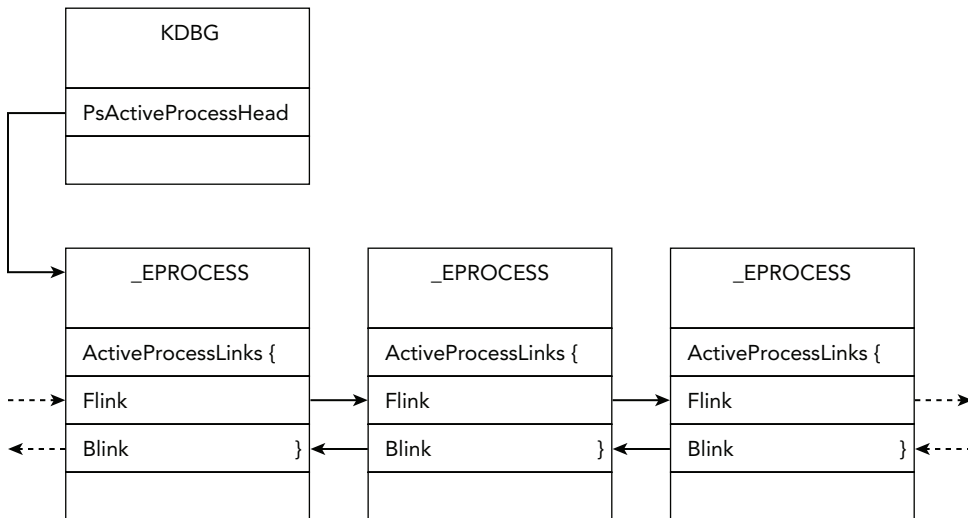 KDBG
PsActiveProcessHead
_EPROCESS
_EPROCESS
_EPROCESS
ActiveProcessLinks {
ActiveProcessLinks {
ActiveProcessLinks {
Flink
Flink
Flink
Blink }
Blink }
Blink }